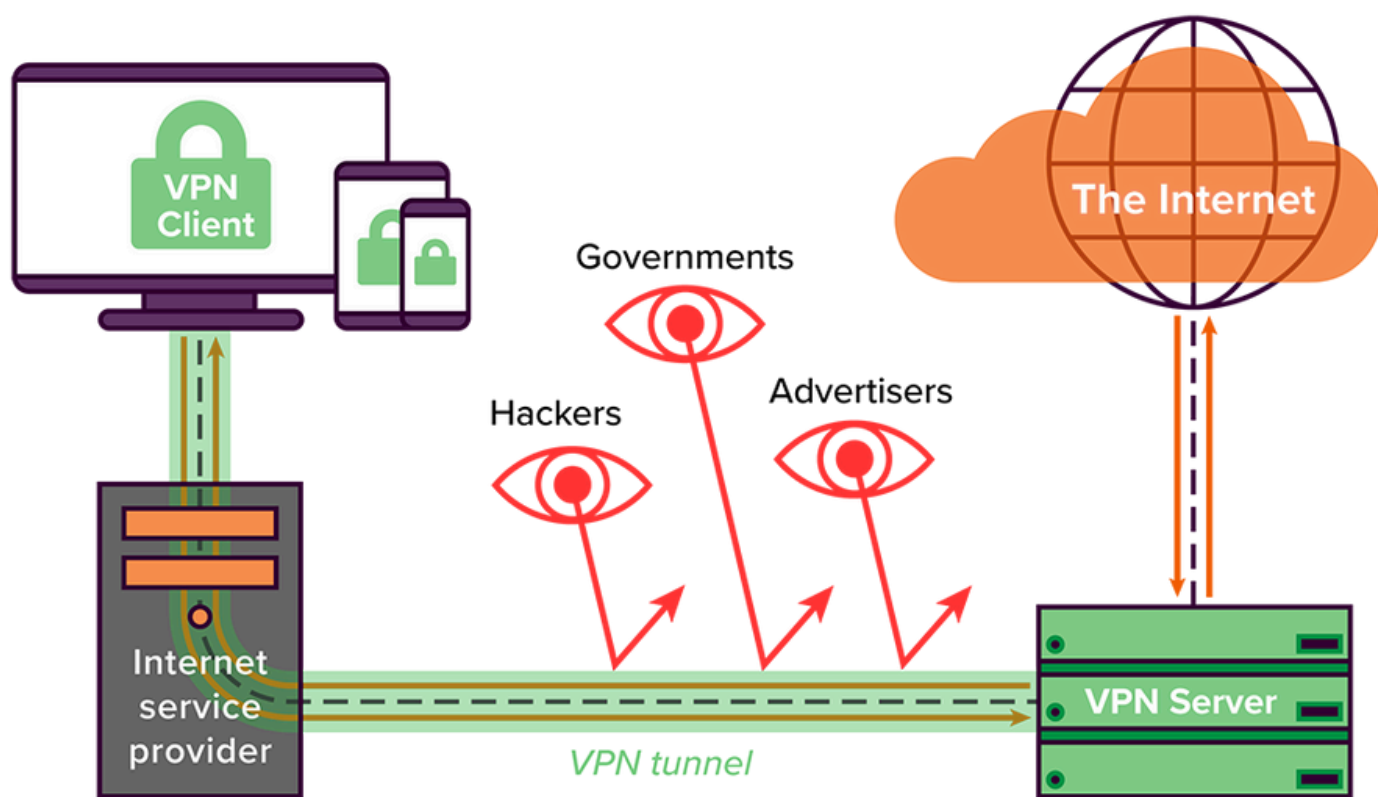 VPN
Client
The Internet
Governments
Hackers
Advertisers
Internet
service
provider
VPN Server
VPN tunnel